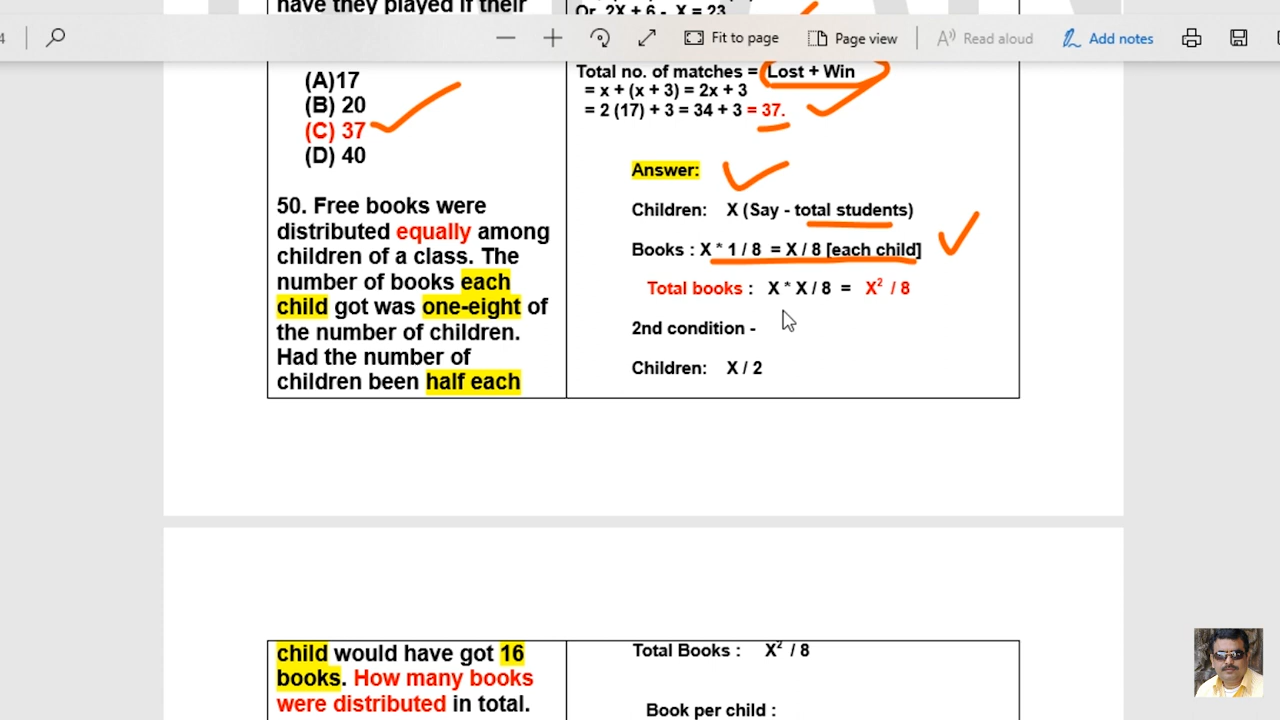 have they played if their
Or 2X + 6 - X = 23
4
Fit to page
Page view
Read aloud
Add notes
(A)17
(B) 20
(C) 37
(D) 40
Total no. of matches = Lost + Win
= x + (x + 3) = 2x + 3
= 2 (17) + 3 = 34 + 3 = 37.
50. Free books were
distributed equally among
children of a class. The
number of books each
child got was one-eight of
the number of children.
Had the number of
children been half each
Answer:
Children: X (Say - total students)
Books : X * 1 / 8 = X / 8 [each child]
Total books : X * X / 8 = X² / 8
2nd condition -
Children: X / 2
child would have got 16
books. How many books
were distributed in total.
Total Books : X² / 8
Book per child :